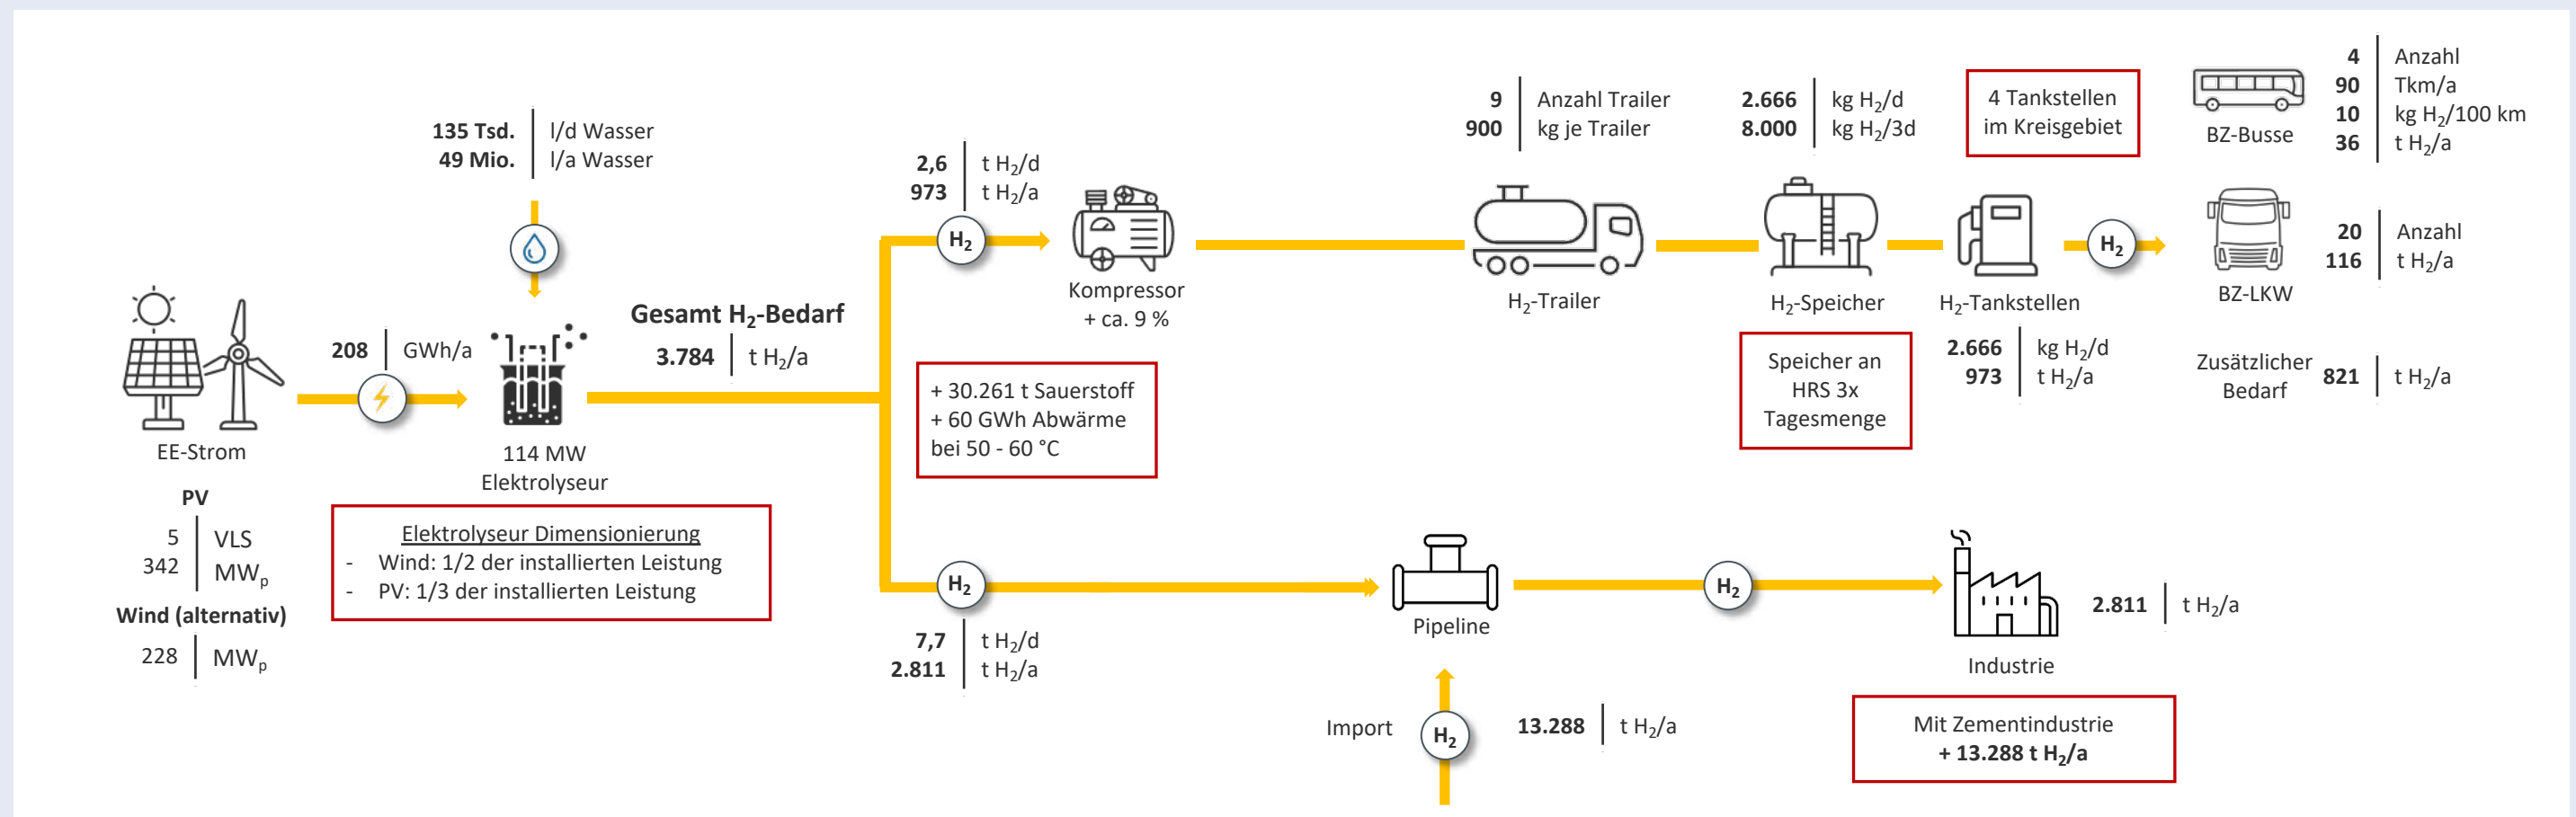 135 Tsd. l/d Wasser
49 Mio. l/a Wasser
EE-Strom
PV
5 VLS
342 MWp
Wind (alternativ)
228 MWp
208 GWh/a
114 MW
Elektrolyseur
Elektrolyseur Dimensionierung
- Wind: 1/2 der installierten Leistung
- PV: 1/3 der installierten Leistung
Gesamt H2-Bedarf
3.784 t H2/a
2,6 t H2/d
973 t H2/a
H2
Kompressor
+ ca. 9 %
+ 30.261 t Sauerstoff
+ 60 GWh Abwärme
bei 50 - 60 °C
9 Anzahl Trailer
900 kg je Trailer
H2-Trailer
2.666 kg H2/d
8.000 kg H2/3d
H2-Speicher
Speicher an
HRS 3x
Tagesmenge
4 Tankstellen
im Kreisgebiet
H2-Tankstellen
2.666 kg H2/d
973 t H2/a
H2
BZ-Busse
4 Anzahl
90 Tkm/a
10 kg H2/100 km
36 t H2/a
BZ-LKW
20 Anzahl
116 t H2/a
Zusätzlicher
Bedarf
821 t H2/a
H2
7,7 t H2/d
2.811 t H2/a
Pipeline
Import
H2
13.288 t H2/a
H2
Industrie
2.811 t H2/a
Mit Zementindustrie
+ 13.288 t H2/a